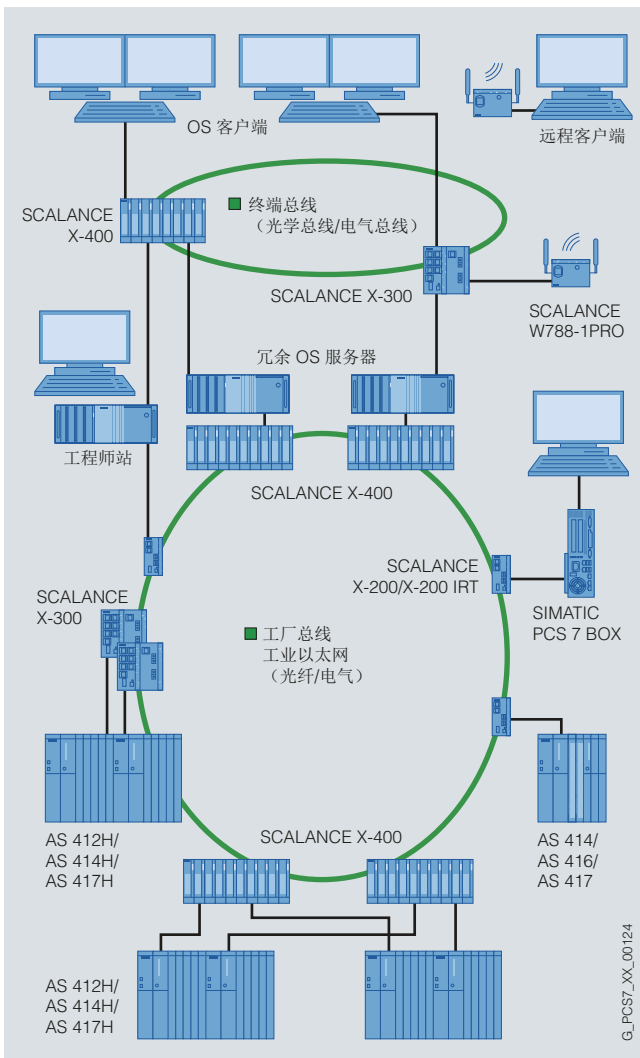 OS 客户端
远程客户端
SCALANCE
X-400
终端总线
（光学总线/电气总线）
SCALANCE X-300
SCALANCE
W788-1PRO
冗余 OS 服务器
工程师站
SCALANCE X-400
SCALANCE
X-200/X-200 IRT
SIMATIC
PCS 7 BOX
SCALANCE
X-300
工厂总线
工业以太网
（光纤/电气）
AS 412H/
AS 414H/
AS 417H
SCALANCE X-400
AS 414/
AS 416/
AS 417
AS 412H/
AS 414H/
AS 417H
G_PCS7_XX_00124